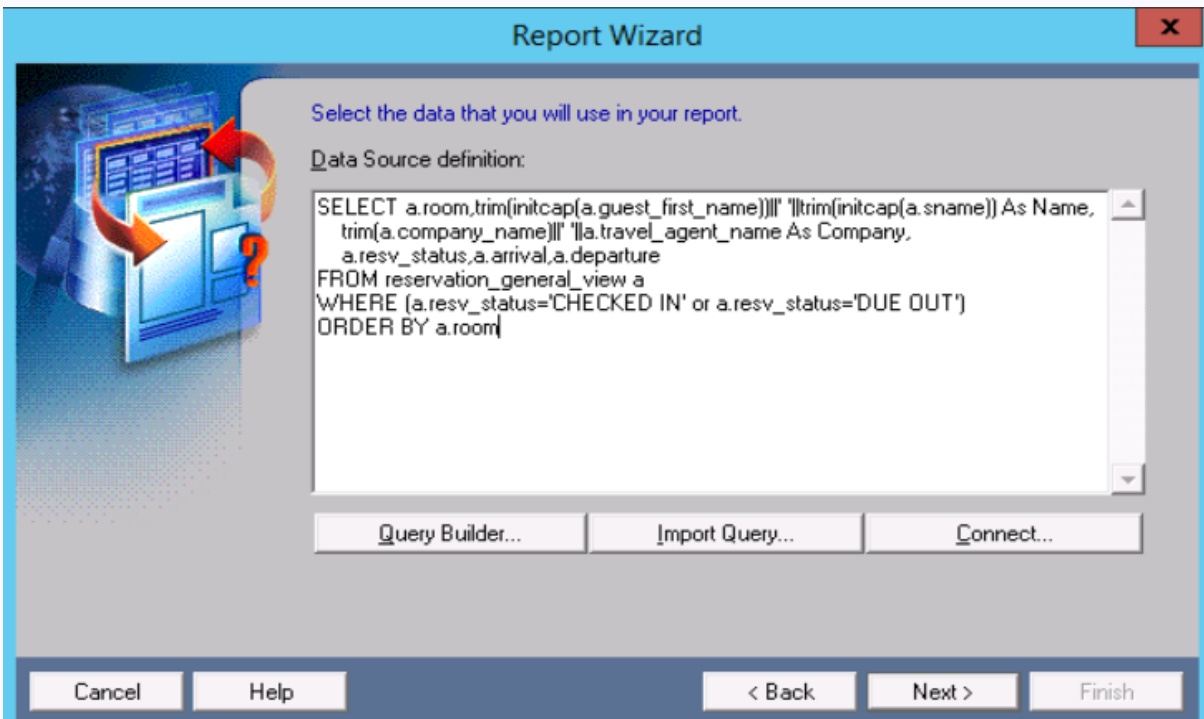 Report Wizard
x
Select the data that you will use in your report.
Data Source definition:
SELECT a.room,trim(initcap(a.guest_first_name))||' '||trim(initcap(a.sname)) As Name,
trim(a.company_name)||' '||a.travel_agent_name As Company,
a.resv_status,a.arrival,a.departure
FROM reservation_general_view a
WHERE (a.resv_status='CHECKED IN' or a.resv_status='DUE OUT')
ORDER BY a.room
?
Query Builder... Import Query... Connect...
Cancel Help < Back Next > Finish